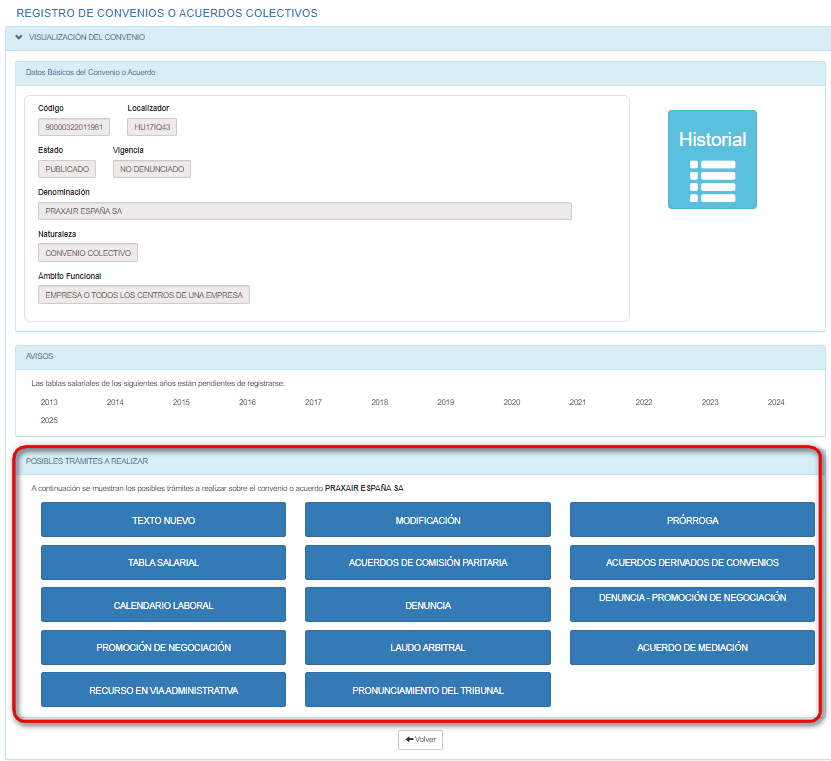 REGISTRO DE CONVENIOS O ACUERDOS COLECTIVOS
VISUALIZACIÓN DEL CONVENIO
Datos Básicos del Convenio o Acuerdo
Código Localizador
90000322011981 HU17IQ43
Estado Vigencia
PUBLICADO NO DENUNCIADO
Denominación
PRAXAIR ESPAÑA SA
Naturaleza
CONVENIO COLECTIVO
Ámbito Funcional
EMPRESA O TODOS LOS CENTROS DE UNA EMPRESA
Historial
AVISOS
Las tablas salariales de los siguientes años están pendientes de registrarse:
2013 2014 2015 2016 2017 2018 2019 2020 2021 2022 2023 2024
2025
POSIBLES TRÁMITES A REALIZAR
A continuación se muestran los posibles trámites a realizar sobre el convenio o acuerdo PRAXAIR ESPAÑA SA
TEXTO NUEVO MODIFICACIÓN PRÓRROGA
TABLA SALARIAL ACUERDOS DE COMISIÓN PARITARIA ACUERDOS DERIVADOS DE CONVENIOS
CALENDARIO LABORAL DENUNCIA DENUNCIA - PROMOCIÓN DE NEGOCIACIÓN
PROMOCIÓN DE NEGOCIACIÓN LAUDO ARBITRAL ACUERDO DE MEDIACIÓN
RECURSO EN VIA ADMINISTRATIVA PRONUNCIAMIENTO DEL TRIBUNAL
Volver